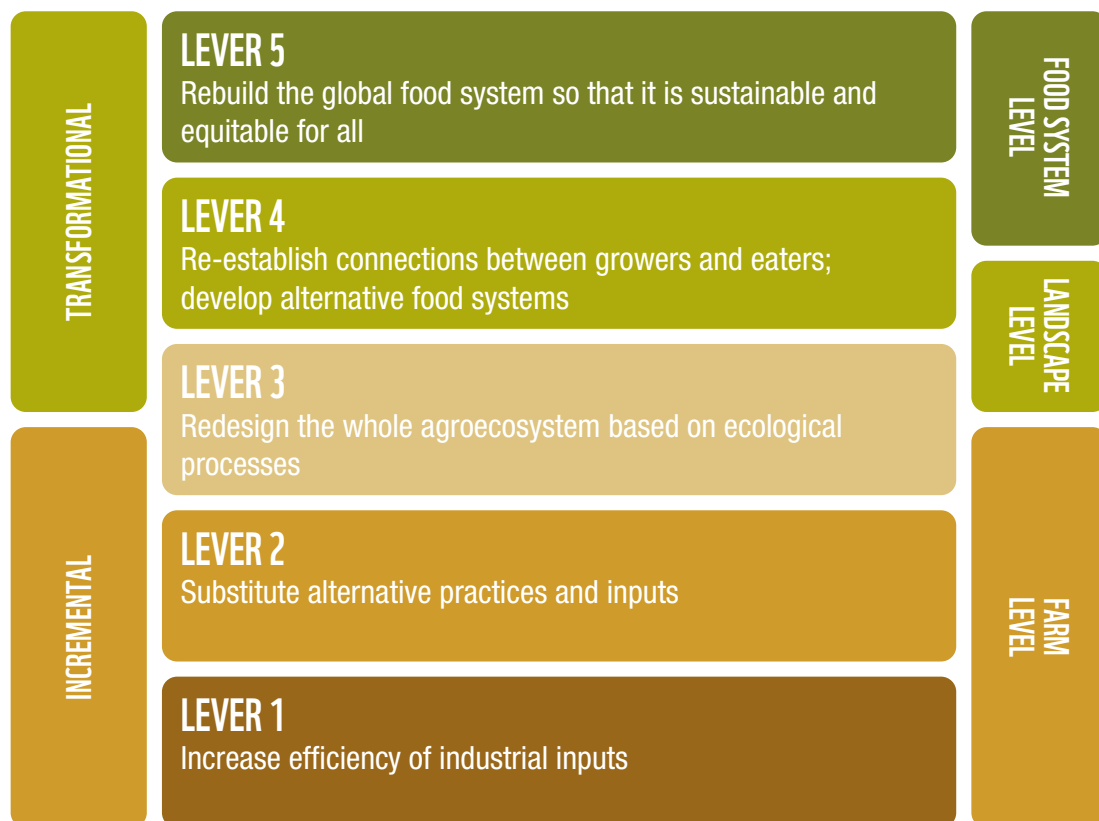 TRANSFORMATIONAL
INCREMENTAL
LEVER 5
Rebuild the global food system so that it is sustainable and
equitable for all
LEVER 4
Re-establish connections between growers and eaters;
develop alternative food systems
LEVER 3
Redesign the whole agroecosystem based on ecological
processes
LEVER 2
Substitute alternative practices and inputs
LEVER 1
Increase efficiency of industrial inputs
FOOD SYSTEM
LEVEL
LANDSCAPE
LEVEL
FARM
LEVEL